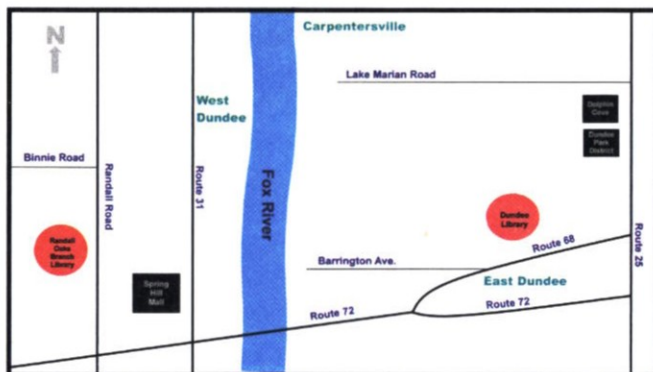 N
Carpentersville
Lake Marian Road
West
Dundee
Dolphin
Cove
Dundee
Park
District
Binnie Road
Randall Road
Route 31
Fox River
Dundee
Library
Randall
Oaks
Branch
Library
Route 68
Route 25
Barrington Ave.
Spring
Hill
Mall
East Dundee
Route 72
Route 72